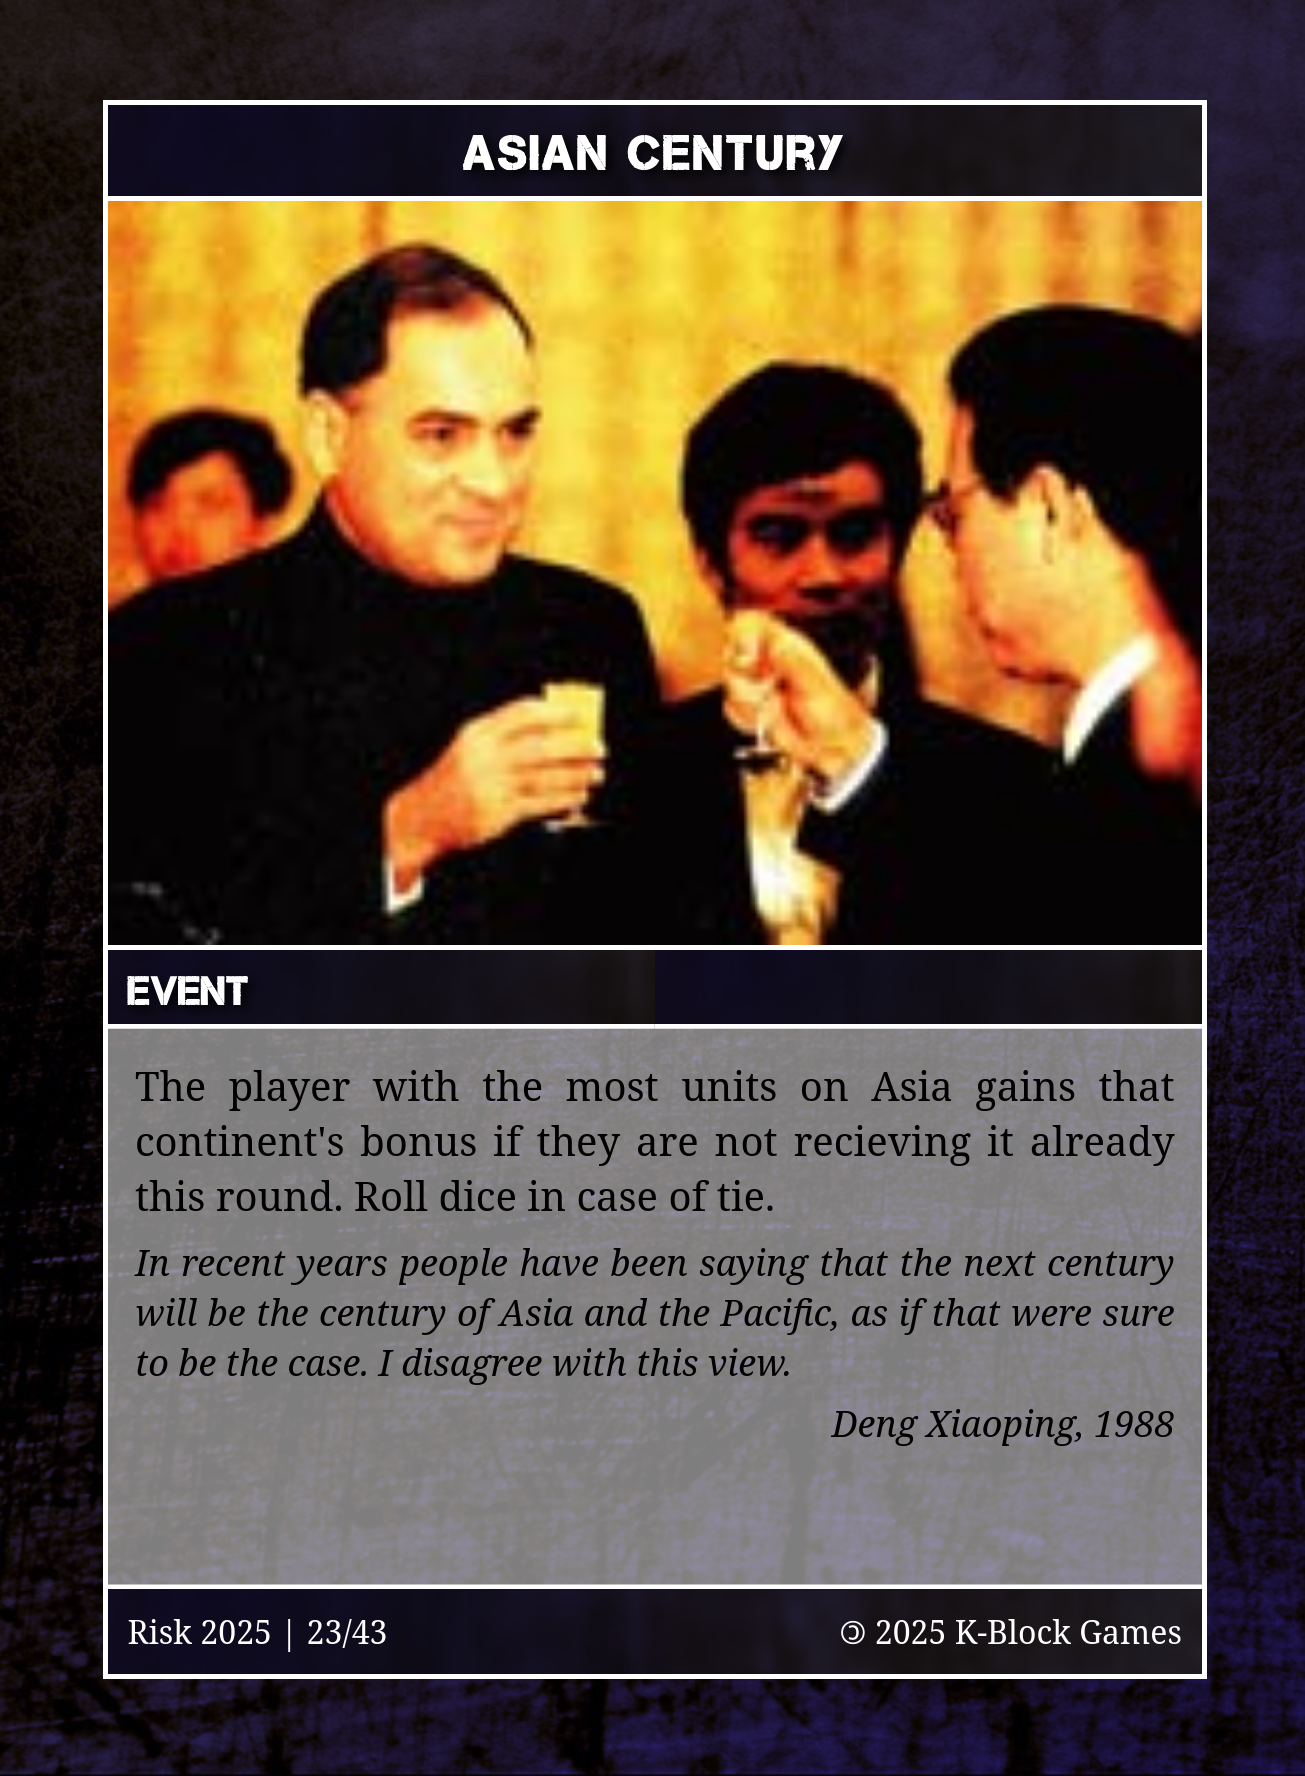 ASIAN CENTURY
EVENT
The player with the most units on Asia gains that
continent's bonus if they are not recieving it already
this round. Roll dice in case of tie.
In recent years people have been saying that the next century
will be the century of Asia and the Pacific, as if that were sure
to be the case. I disagree with this view.
Deng Xiaoping, 1988
Risk 2025 | 23/43
🄯 2025 K-Block Games